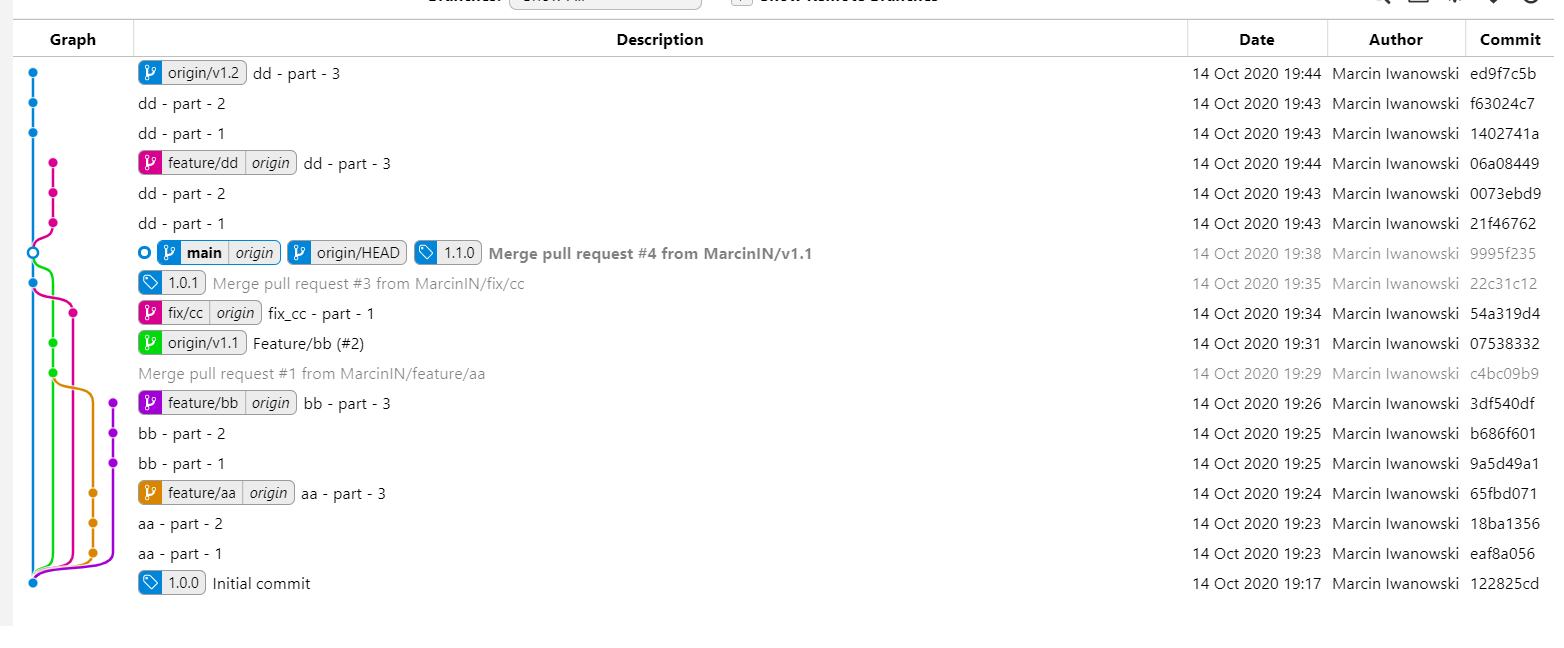 Graph Description Date Author Commit
origin/v1.2 dd - part - 3 14 Oct 2020 19:44 Marcin Iwanowski ed9f7c5b
dd - part - 2 14 Oct 2020 19:43 Marcin Iwanowski f63024c7
dd - part - 1 14 Oct 2020 19:43 Marcin Iwanowski 1402741a
feature/dd origin dd - part - 3 14 Oct 2020 19:44 Marcin Iwanowski 06a08449
dd - part - 2 14 Oct 2020 19:43 Marcin Iwanowski 0073ebd9
dd - part - 1 14 Oct 2020 19:43 Marcin Iwanowski 21f46762
main origin origin/HEAD 1.1.0 Merge pull request #4 from MarcinIN/v1.1 14 Oct 2020 19:38 Marcin Iwanowski 9995f235
1.0.1 Merge pull request #3 from MarcinIN/fix/cc 14 Oct 2020 19:35 Marcin Iwanowski 22c31c12
fix/cc origin fix_cc - part - 1 14 Oct 2020 19:34 Marcin Iwanowski 54a319d4
origin/v1.1 Feature/bb (#2) 14 Oct 2020 19:31 Marcin Iwanowski 07538332
Merge pull request #1 from MarcinIN/feature/aa 14 Oct 2020 19:29 Marcin Iwanowski c4bc09b9
feature/bb origin bb - part - 3 14 Oct 2020 19:26 Marcin Iwanowski 3df540df
bb - part - 2 14 Oct 2020 19:25 Marcin Iwanowski b686f601
bb - part - 1 14 Oct 2020 19:25 Marcin Iwanowski 9a5d49a1
feature/aa origin aa - part - 3 14 Oct 2020 19:24 Marcin Iwanowski 65fbd071
aa - part - 2 14 Oct 2020 19:23 Marcin Iwanowski 18ba1356
aa - part - 1 14 Oct 2020 19:23 Marcin Iwanowski eaf8a056
1.0.0 Initial commit 14 Oct 2020 19:17 Marcin Iwanowski 122825cd